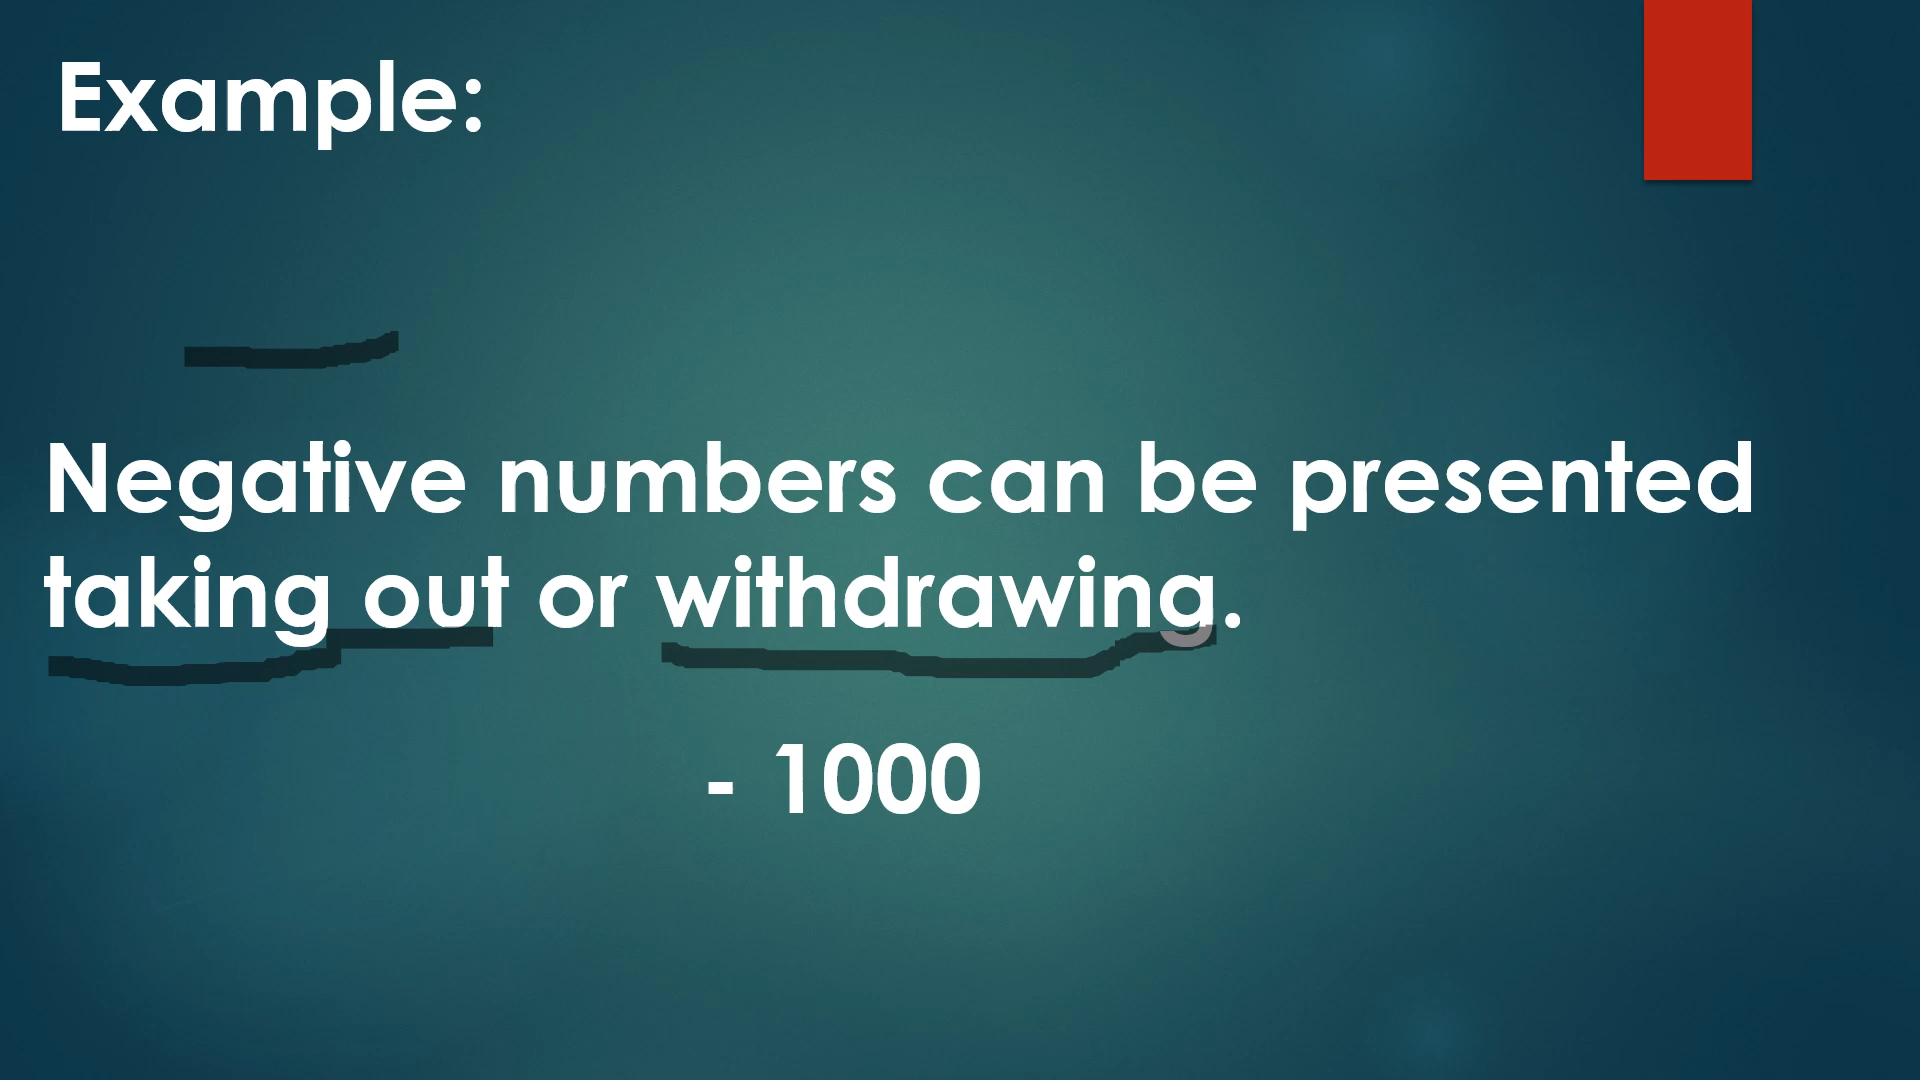 Example:
Negative numbers can be presented
taking out or withdrawing.
- 1000